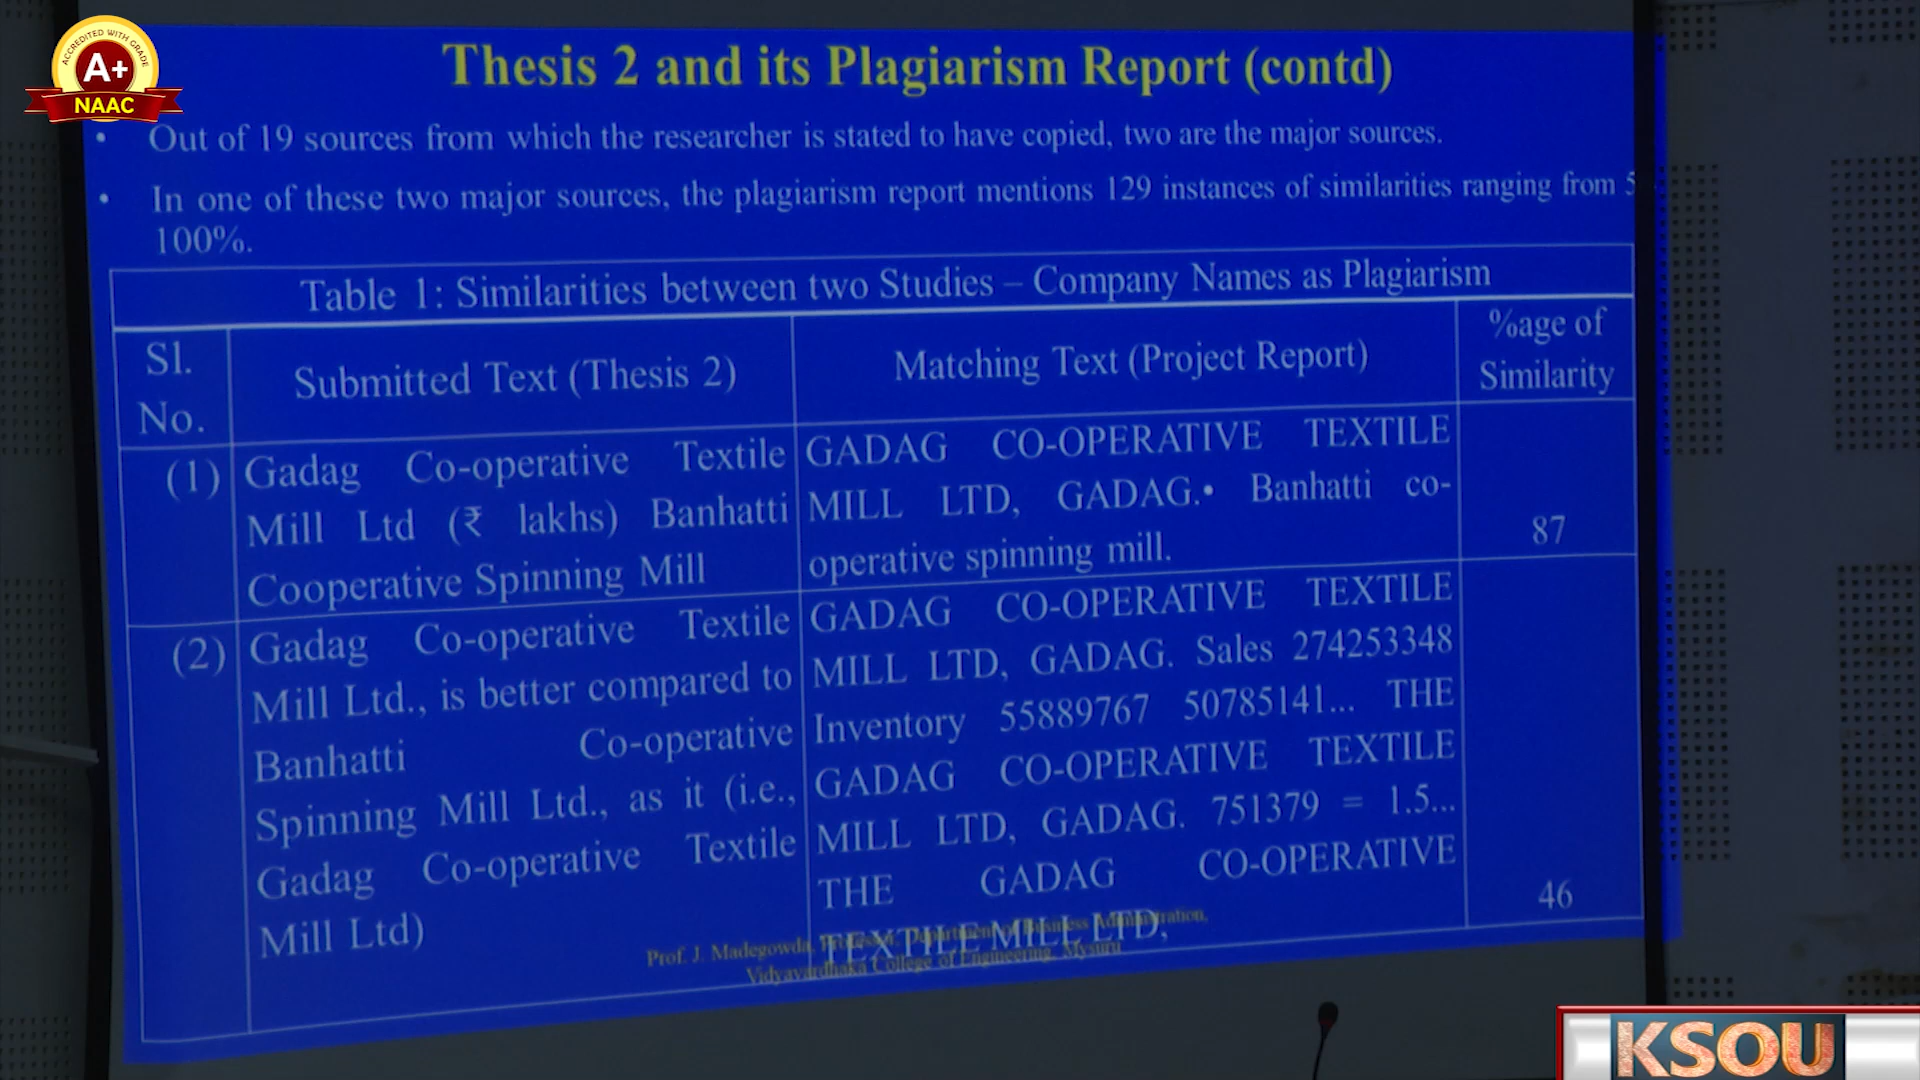 ACCREDITED WITH GRADE
A+
NAAC
Thesis 2 and its Plagiarism Report (contd)
• Out of 19 sources from which the researcher is stated to have copied, two are the major sources.
• In one of these two major sources, the plagiarism report mentions 129 instances of similarities ranging from
100%.
Table 1: Similarities between two Studies – Company Names as Plagiarism
Sl.
No.
Submitted Text (Thesis 2)
Matching Text (Project Report)
%age of
Similarity
(1)
Gadag Co-operative Textile
Mill Ltd (₹ lakhs) Banhatti
Cooperative Spinning Mill
GADAG CO-OPERATIVE TEXTILE
MILL LTD, GADAG.• Banhatti co-
operative spinning mill.
87
(2)
Gadag Co-operative Textile
Mill Ltd., is better compared to
Banhatti Co-operative
Spinning Mill Ltd., as it (i.e.,
Gadag Co-operative Textile
Mill Ltd)
GADAG CO-OPERATIVE TEXTILE
MILL LTD, GADAG. Sales 274253348
Inventory 55889767 50785141... THE
GADAG CO-OPERATIVE TEXTILE
MILL LTD, GADAG. 751379 = 1.5...
THE GADAG CO-OPERATIVE
TEXTILE MILL LTD,
46
Prof. J. Madegowda, Professor, Department of Business Administration,
Vidyavardhaka College of Engineering, Mysuru
KSOU